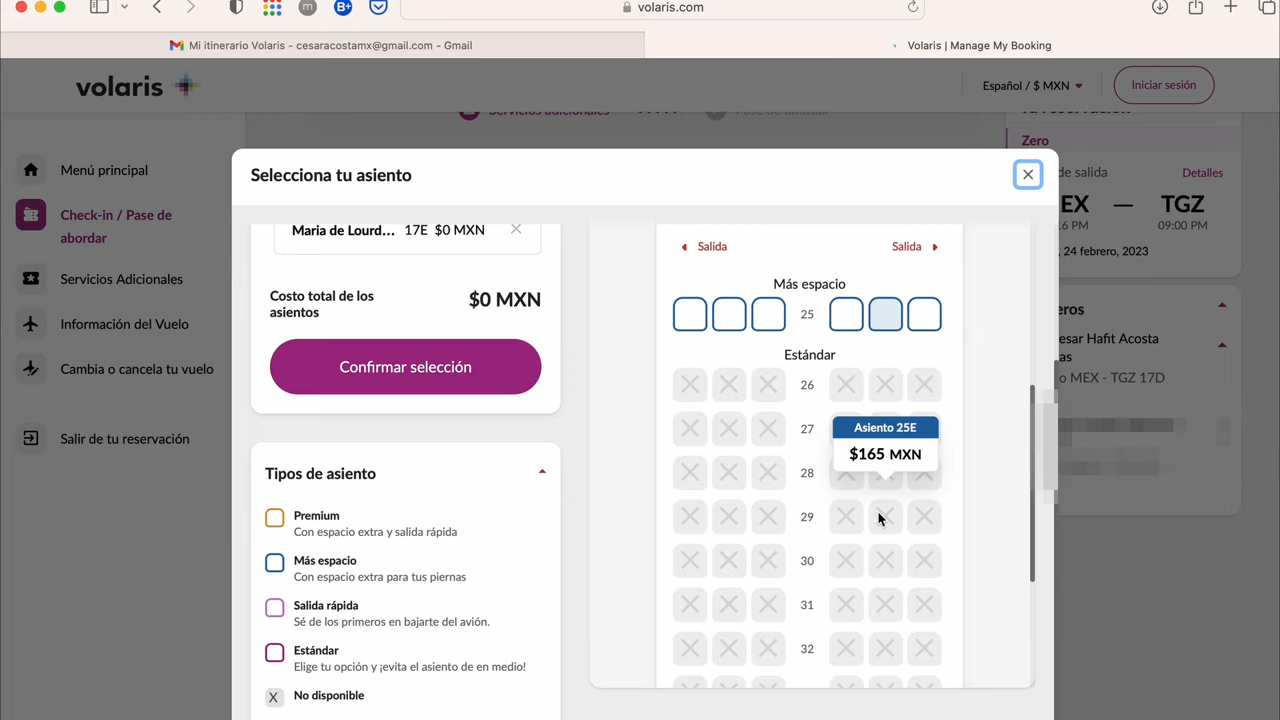 volaris.com
Mi itinerario Volaris - cesaracostamx@gmail.com - Gmail
Volaris | Manage My Booking
volaris
Español / $ MXN
Iniciar sesión
Servicios adicionales
Zero
de salida
Detalles
EX — TGZ
6 PM
09:00 PM
, 24 febrero, 2023
eros
esar Hafit Acosta
as
o MEX - TGZ 17D
Menú principal
Check-in / Pase de
abordar
Servicios Adicionales
Información del Vuelo
Cambia o cancela tu vuelo
Salir de tu reservación
Selecciona tu asiento
Maria de Lourd... 17E $0 MXN
Costo total de los
asientos
$0 MXN
Confirmar selección
Tipos de asiento
Premium
Con espacio extra y salida rápida
Más espacio
Con espacio extra para tus piernas
Salida rápida
Sé de los primeros en bajarte del avión.
Estándar
Elige tu opción y ¡evita el asiento de en medio!
X
No disponible
Salida
Salida
Más espacio
25
Estándar
26
27
Asiento 25E
$165 MXN
28
29
30
31
32